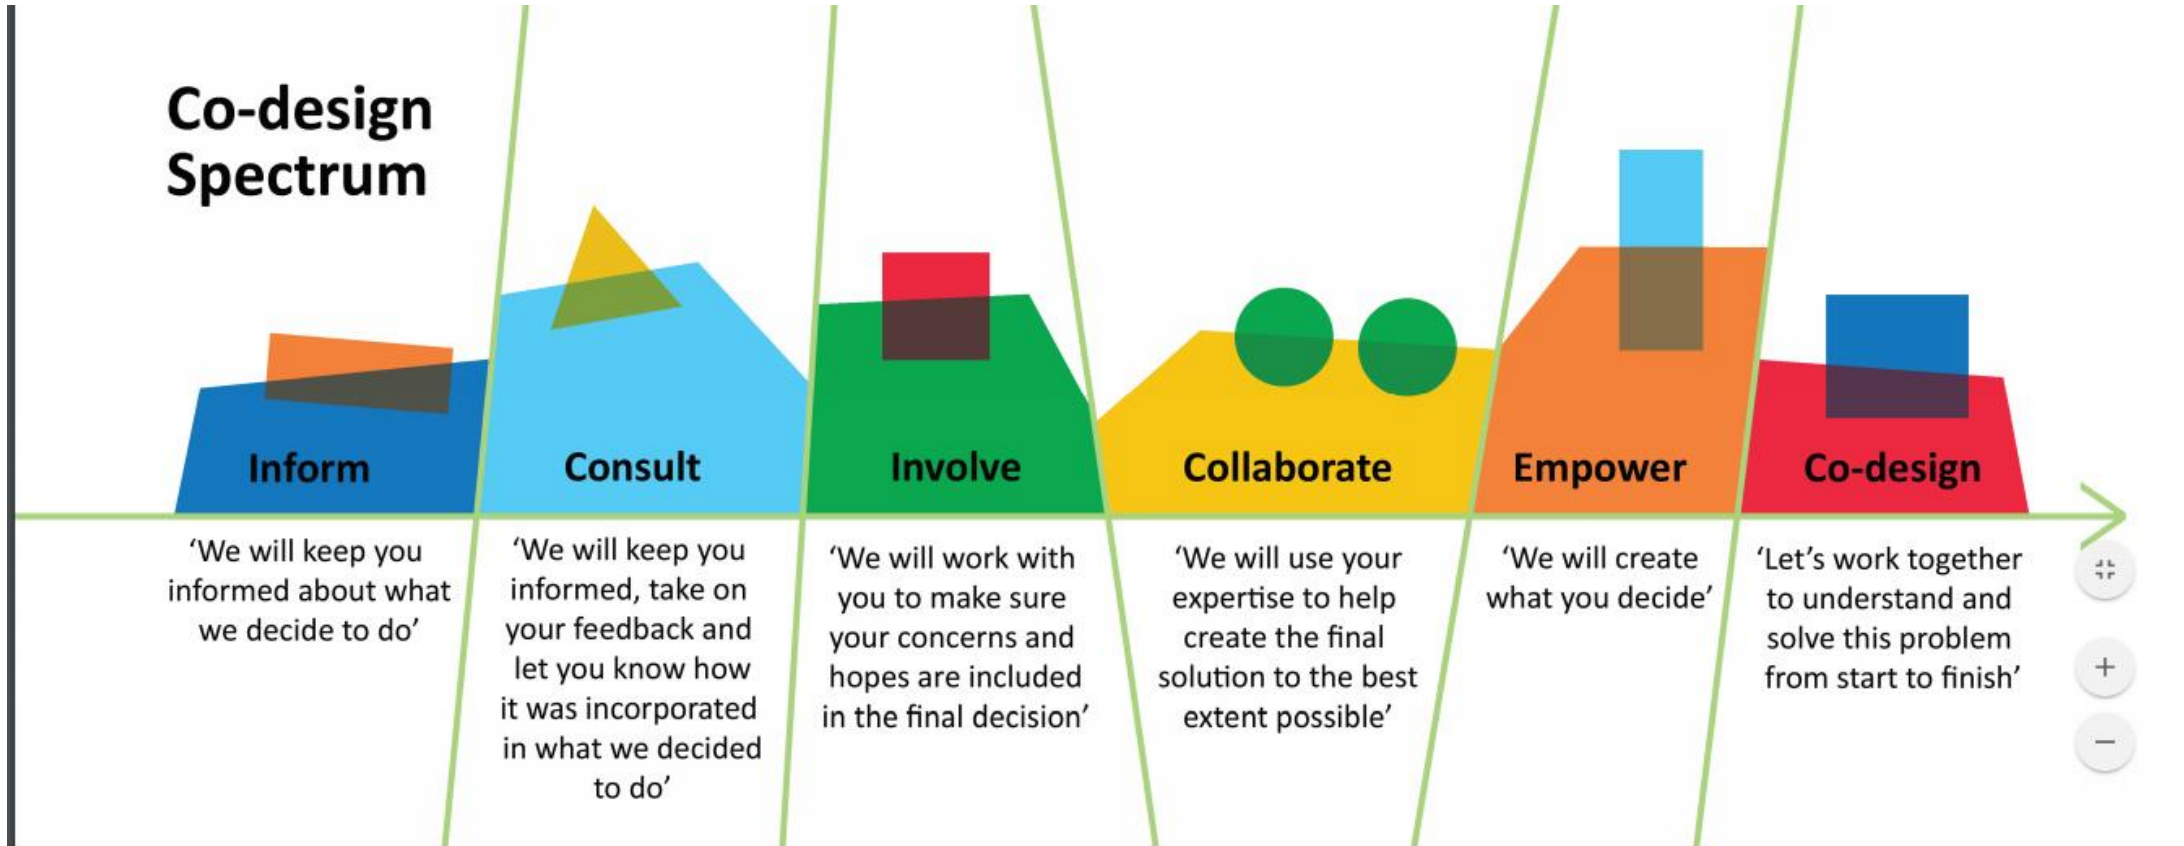 Co-design
Spectrum
Inform
‘We will keep you
informed about what
we decide to do’
Consult
‘We will keep you
informed, take on
your feedback and
let you know how
it was incorporated
in what we decided
to do’
Involve
‘We will work with
you to make sure
your concerns and
hopes are included
in the final decision’
Collaborate
‘We will use your
expertise to help
create the final
solution to the best
extent possible’
Empower
‘We will create
what you decide’
Co-design
‘Let’s work together
to understand and
solve this problem
from start to finish’